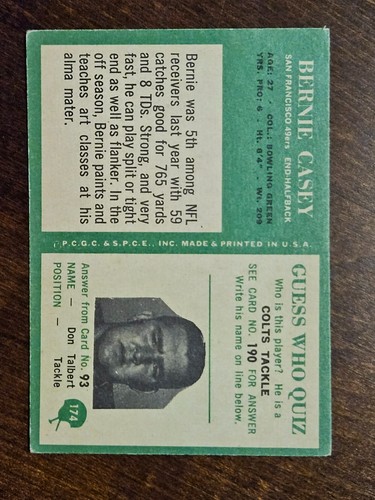 BERNIE CASEY
SAN FRANCISCO 49ers END-HALFBACK
AGE: 27 / COL.: BOWLING GREEN
YRS. PRO: 6 • Ht. 6'4" • Wt. 209
Bernie was 5th among NFL
receivers last year with 59
catches good for 765 yards
and 8 TDs. Strong, and very
fast, he can play split or tight
end as well as flanker. In the
off season, Bernie paints and
teaches art classes at his
alma mater.
P.C.G.C. & S.P.C.E., INC. MADE & PRINTED IN U.S.A.
GUESS WHO QUIZ
Who is this player? He is a
COLTS TACKLE
SEE CARD NO. 190 FOR ANSWER
Write his name on line below.
Answer from Card No. 93
NAME — Don Talbert
POSITION — Tackle
174